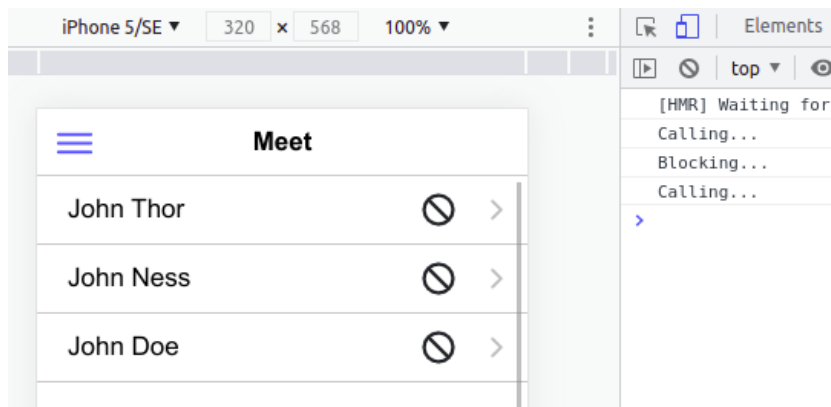 iPhone 5/SE ▼ 320 × 568 100% ▼
Elements
top ▼
Meet
John Thor
John Ness
John Doe
[HMR] Waiting for
Calling...
Blocking...
Calling...